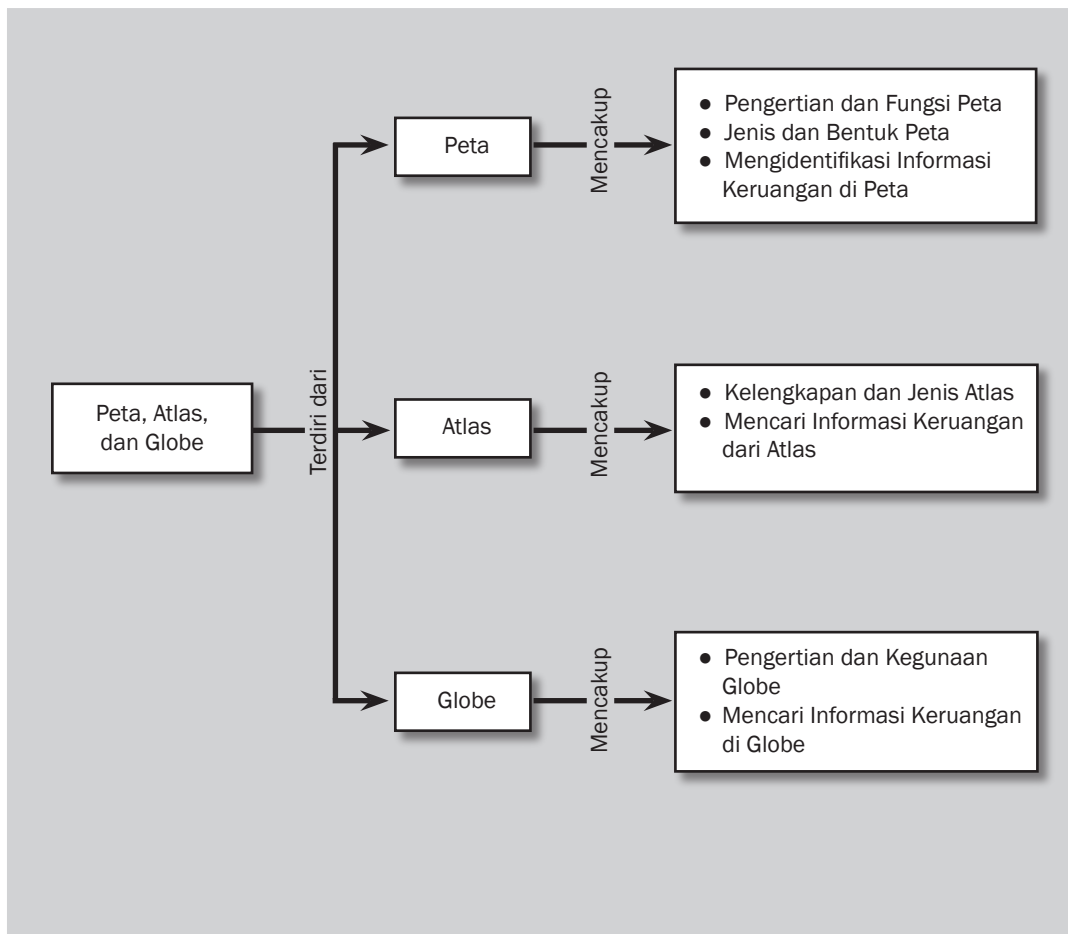 Peta, Atlas,
dan Globe
Terdiri dari
Peta
Mencakup
● Pengertian dan Fungsi Peta
● Jenis dan Bentuk Peta
● Mengidentifikasi Informasi
Keruangan di Peta
Atlas
Mencakup
● Kelengkapan dan Jenis Atlas
● Mencari Informasi Keruangan
dari Atlas
Globe
Mencakup
● Pengertian dan Kegunaan
Globe
● Mencari Informasi Keruangan
di Globe